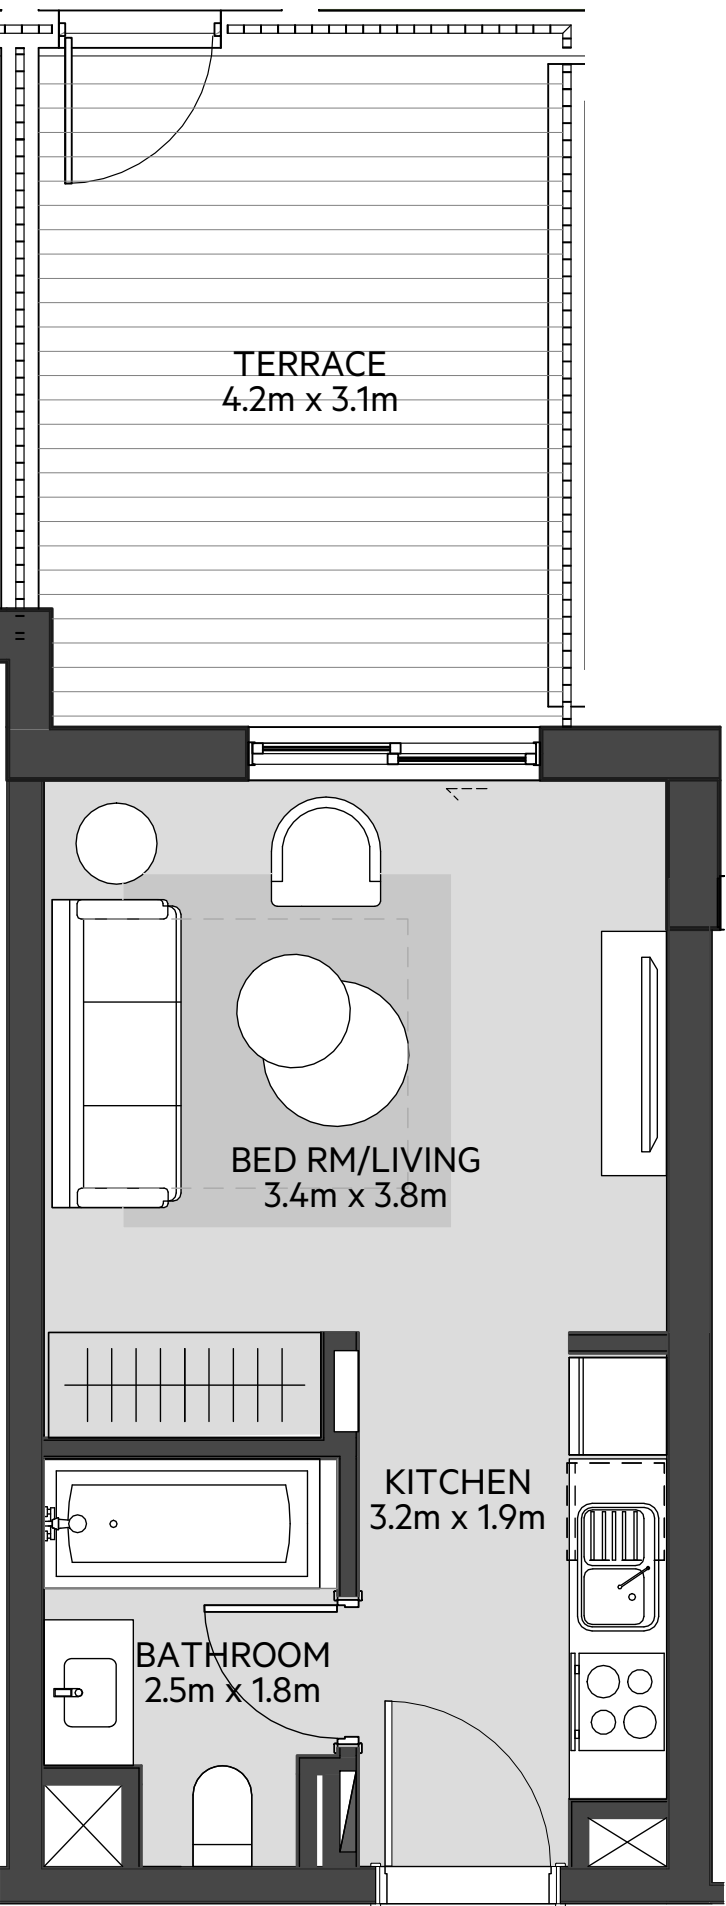 TERRACE
4.2m x 3.1m
BED RM/LIVING
3.4m x 3.8m
KITCHEN
3.2m x 1.9m
BATHROOM
2.5m x 1.8m